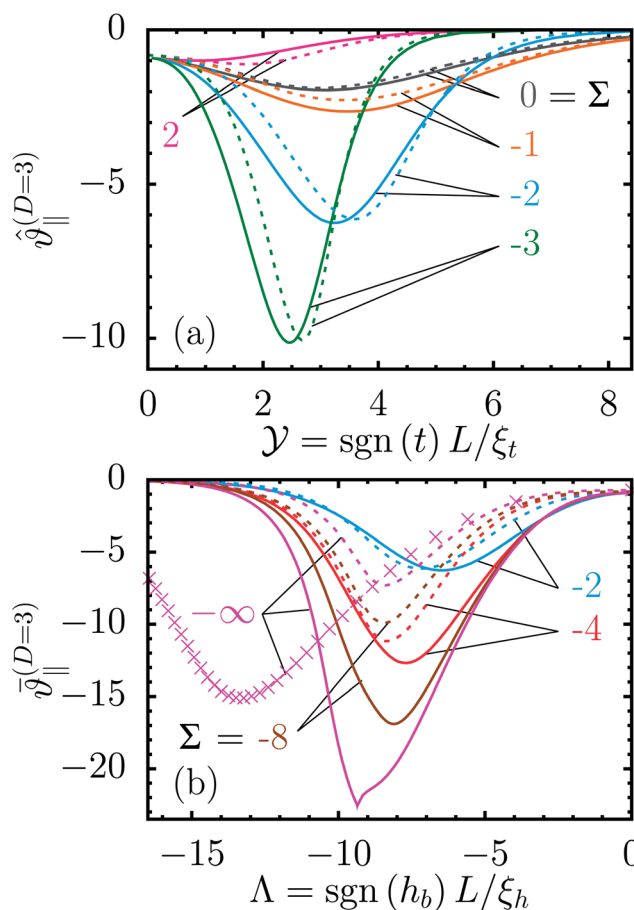 0
−5
−10
ϑ̂∥^(D=3)
2
0 = Σ
-1
-2
-3
(a)
0 2 4 6 8
𝒴 = sgn (t) L/ξ_t
0
−5
−10
−15
−20
ϑ̄∥^(D=3)
−∞
-2
-4
Σ = -8
(b)
−15 −10 −5 0
Λ = sgn (h_b) L/ξ_h